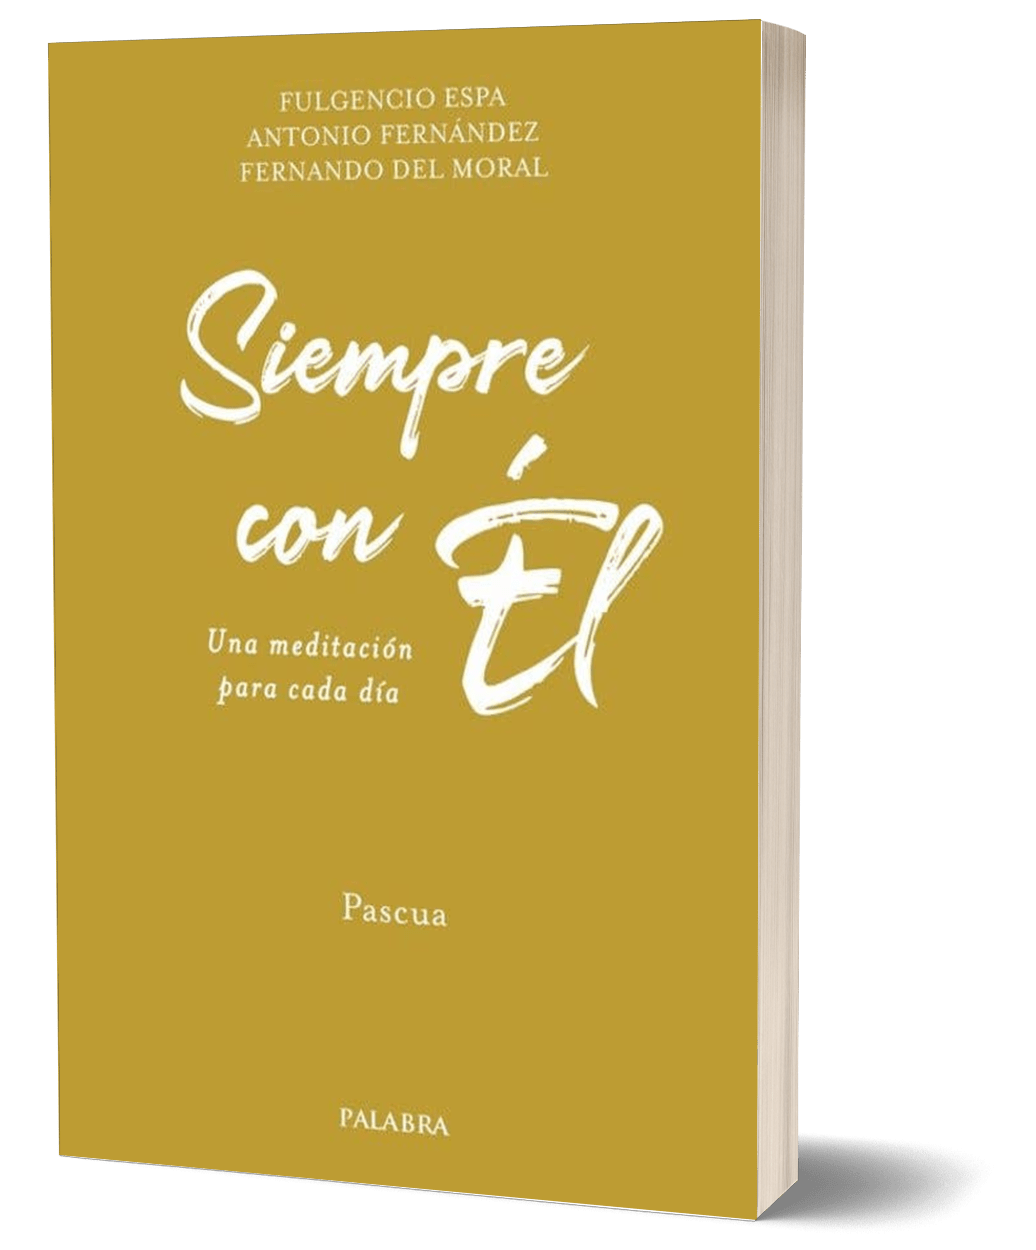 FULGENCIO ESPA
ANTONIO FERNÁNDEZ
FERNANDO DEL MORAL
Siempre
con Él
Una meditación
para cada día
Pascua
PALABRA